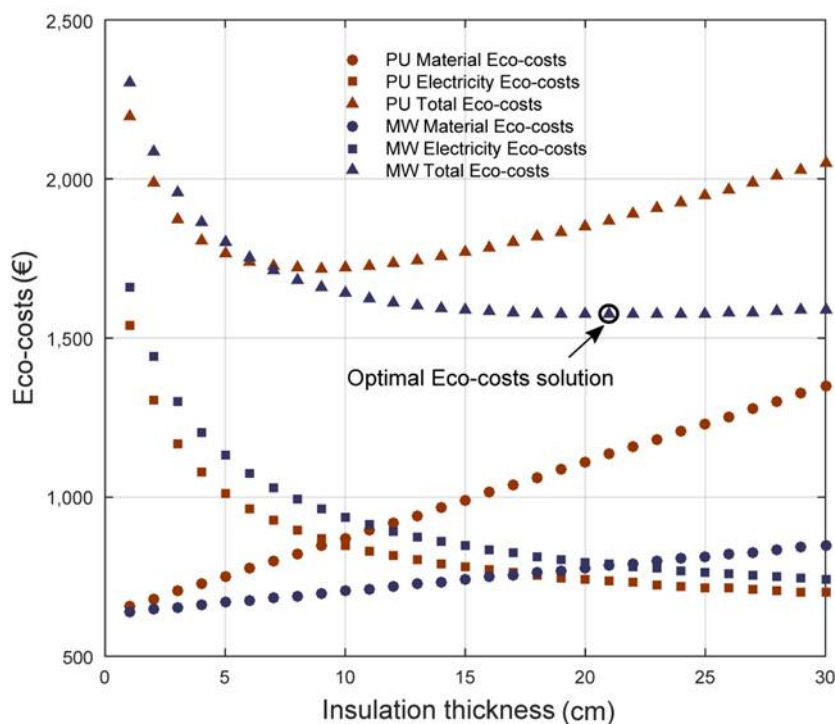 2,500
2,000
1,500
1,000
500
Eco-costs (€)
PU Material Eco-costs
PU Electricity Eco-costs
PU Total Eco-costs
MW Material Eco-costs
MW Electricity Eco-costs
MW Total Eco-costs
Optimal Eco-costs solution
0 5 10 15 20 25 30
Insulation thickness (cm)